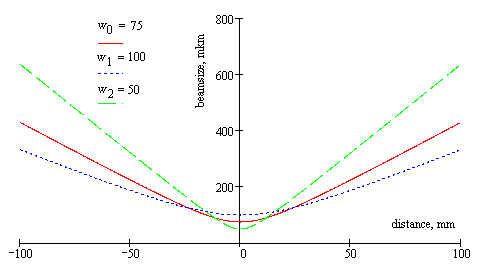 w0 = 75
w1 = 100
w2 = 50
beamsize, mkm
800
600
400
200
distance, mm
−100
−50
0
50
100